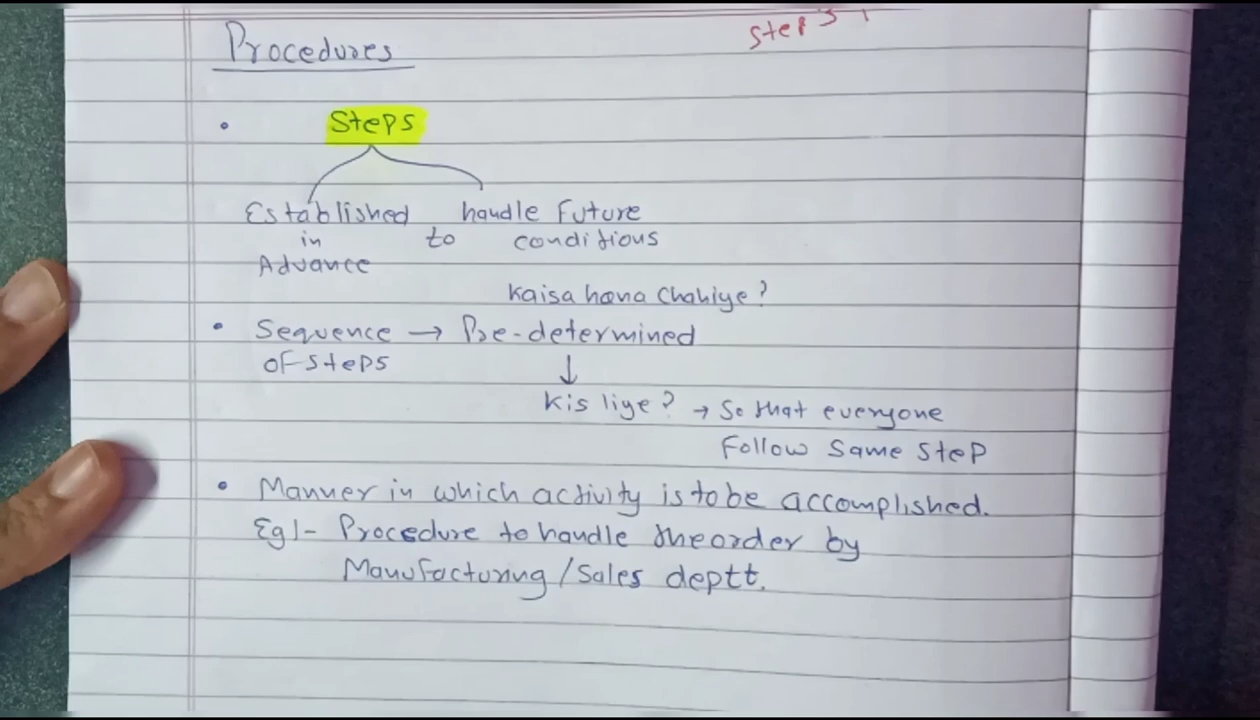 Steps
Procedures
• Steps
Established handle Future
in to conditions
Advance
Kaisa hona Chahiye?
• Sequence → Pre-determined
OF Steps ↓
Kis liye? → So that everyone
Follow Same Step
• Manner in which activity is to be accomplished.
Eg!- Procedure to handle the order by
Manufacturing/Sales deptt.